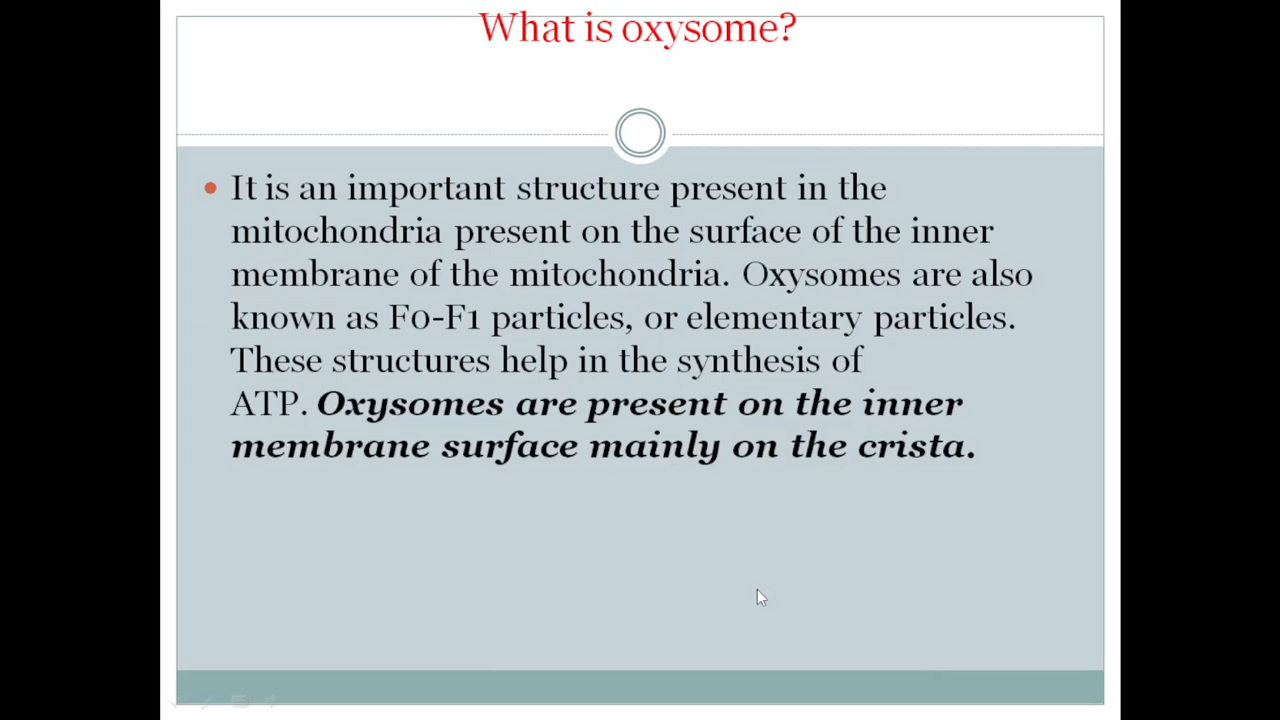 What is oxysome?
• It is an important structure present in the
mitochondria present on the surface of the inner
membrane of the mitochondria. Oxysomes are also
known as F0-F1 particles, or elementary particles.
These structures help in the synthesis of
ATP. Oxysomes are present on the inner
membrane surface mainly on the crista.